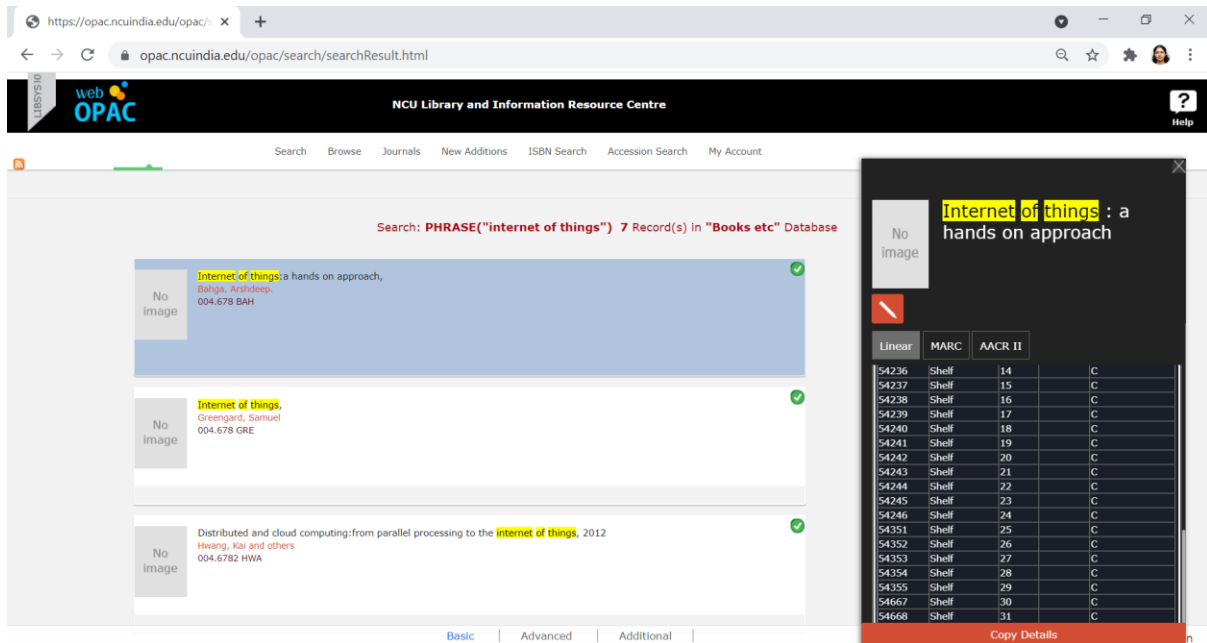 https://opac.ncuindia.edu/opac/s
opac.ncuindia.edu/opac/search/searchResult.html
LIBSYS10
web
OPAC
NCU Library and Information Resource Centre
?
Help
Search Browse Journals New Additions ISBN Search Accession Search My Account
Search: PHRASE("internet of things") 7 Record(s) in "Books etc" Database
No image
Internet of things:a hands on approach,
Bahga, Arshdeep.
004.678 BAH
No image
Internet of things,
Greengard, Samuel
004.678 GRE
No image
Distributed and cloud computing:from parallel processing to the internet of things, 2012
Hwang, Kai and others
004.6782 HWA
Basic Advanced Additional
No image
Internet of things : a
hands on approach
Linear MARC AACR II
54236 Shelf 14 C
54237 Shelf 15 C
54238 Shelf 16 C
54239 Shelf 17 C
54240 Shelf 18 C
54241 Shelf 19 C
54242 Shelf 20 C
54243 Shelf 21 C
54244 Shelf 22 C
54245 Shelf 23 C
54246 Shelf 24 C
54351 Shelf 25 C
54352 Shelf 26 C
54353 Shelf 27 C
54354 Shelf 28 C
54355 Shelf 29 C
54667 Shelf 30 C
54668 Shelf 31 C
Copy Details
n